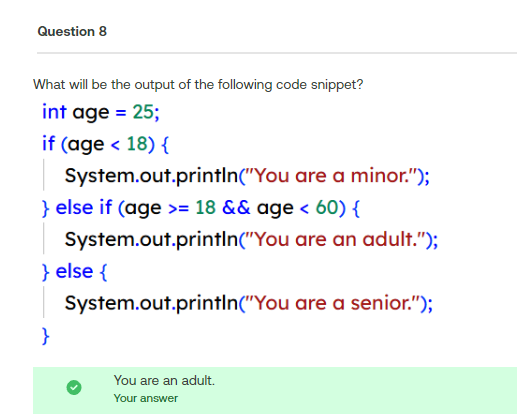 Question 8
What will be the output of the following code snippet?
int age = 25;
if (age < 18) {
System.out.println("You are a minor.");
} else if (age >= 18 && age < 60) {
System.out.println("You are an adult.");
} else {
System.out.println("You are a senior.");
}
You are an adult.
Your answer